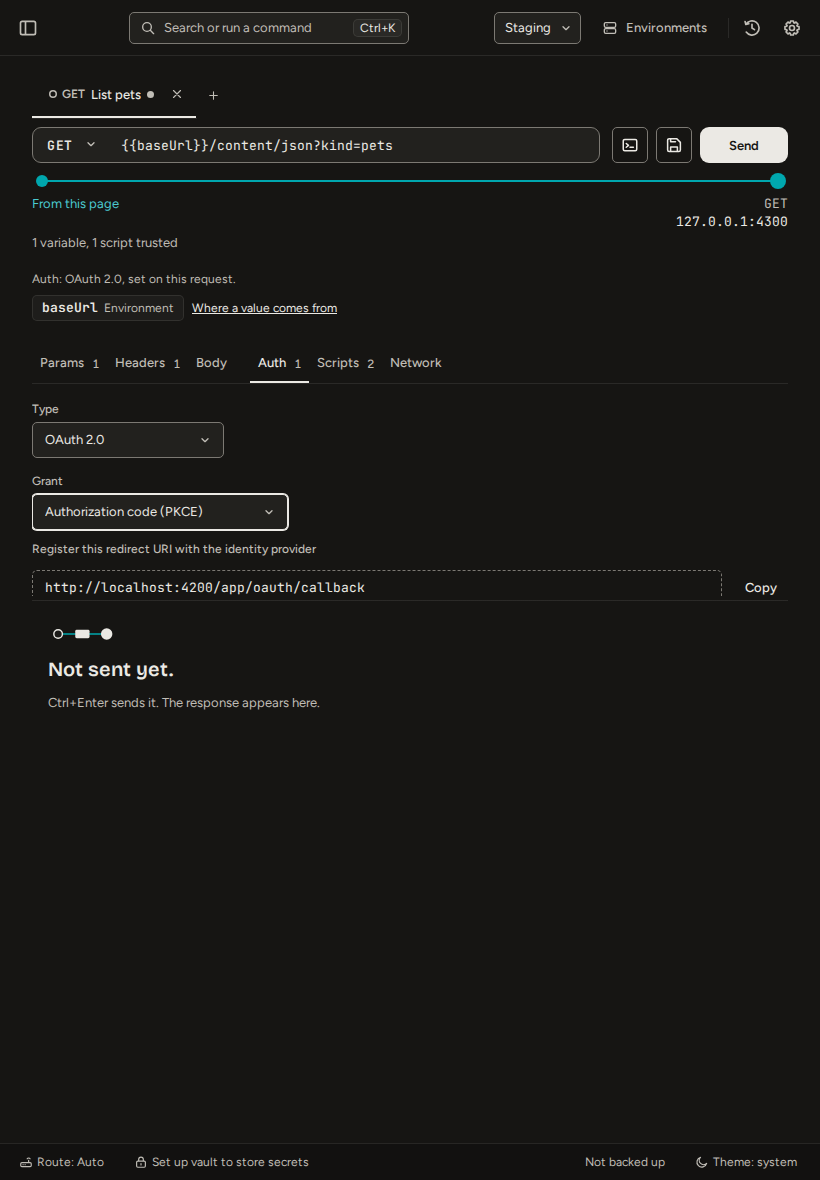 Search or run a command Ctrl+K Staging Environments
GET List pets
GET {{baseUrl}}/content/json?kind=pets Send
From this page GET
127.0.0.1:4300
1 variable, 1 script trusted
Auth: OAuth 2.0, set on this request.
baseUrl Environment Where a value comes from
Params 1 Headers 1 Body Auth 1 Scripts 2 Network
Type
OAuth 2.0
Grant
Authorization code (PKCE)
Register this redirect URI with the identity provider
http://localhost:4200/app/oauth/callback Copy
Not sent yet.
Ctrl+Enter sends it. The response appears here.
Route: Auto Set up vault to store secrets Not backed up Theme: system